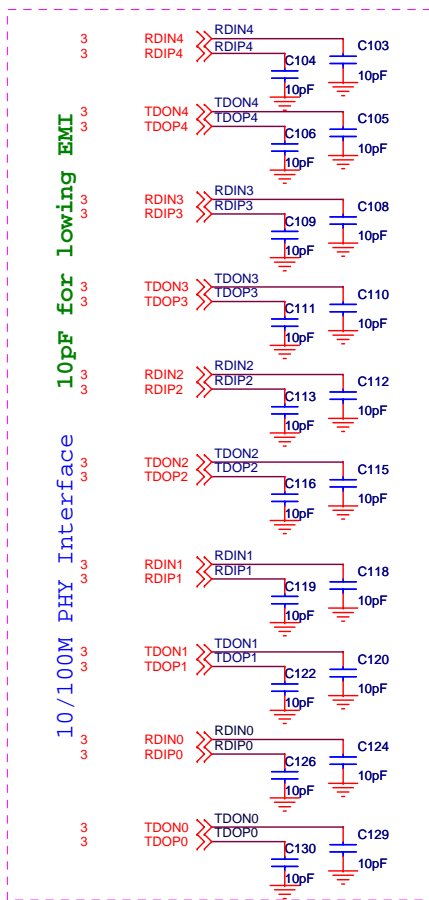 10pF for lowing EMI
10/100M PHY Interface
3 RDIN4 RDIN4 C103
3 RDIP4 RDIP4 C104
10pF
10pF
3 TDON4 TDON4 C105
3 TDOP4 TDOP4 C106
10pF
10pF
3 RDIN3 RDIN3 C108
3 RDIP3 RDIP3 C109
10pF
10pF
3 TDON3 TDON3 C110
3 TDOP3 TDOP3 C111
10pF
10pF
3 RDIN2 RDIN2 C112
3 RDIP2 RDIP2 C113
10pF
10pF
3 TDON2 TDON2 C115
3 TDOP2 TDOP2 C116
10pF
10pF
3 RDIN1 RDIN1 C118
3 RDIP1 RDIP1 C119
10pF
10pF
3 TDON1 TDON1 C120
3 TDOP1 TDOP1 C122
10pF
10pF
3 RDIN0 RDIN0 C124
3 RDIP0 RDIP0 C126
10pF
10pF
3 TDON0 TDON0 C129
3 TDOP0 TDOP0 C130
10pF
10pF